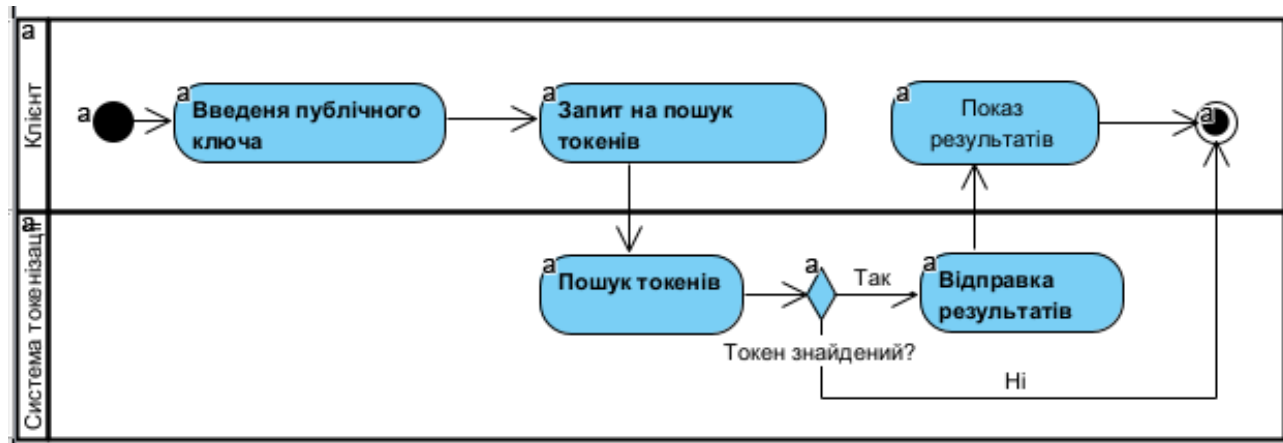 a
Клієнт
a
a
Введеня публічного
ключа
a
Запит на пошук
токенів
a
Показ
результатів
a
a
Система токенізації
a
Пошук токенів
a
Токен знайдений?
Так
Ні
a
Відправка
результатів